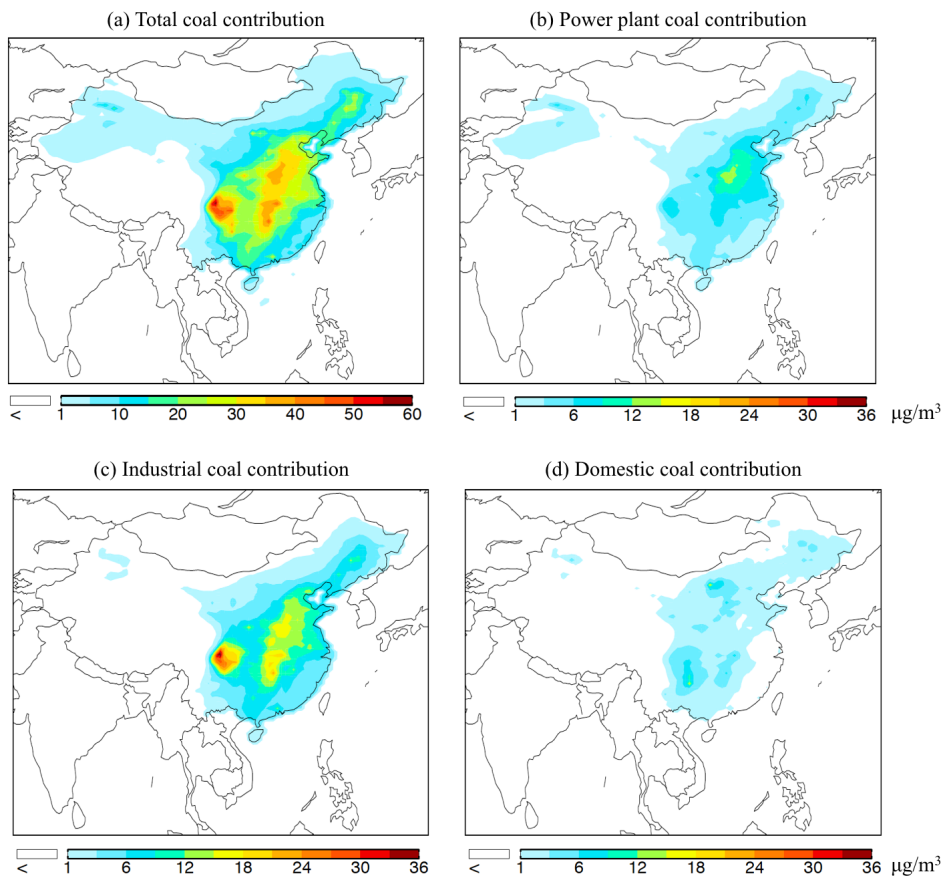 (a) Total coal contribution
(b) Power plant coal contribution
< 1 10 20 30 40 50 60
< 1 6 12 18 24 30 36 μg/m³
(c) Industrial coal contribution
(d) Domestic coal contribution
< 1 6 12 18 24 30 36
< 1 6 12 18 24 30 36 μg/m³